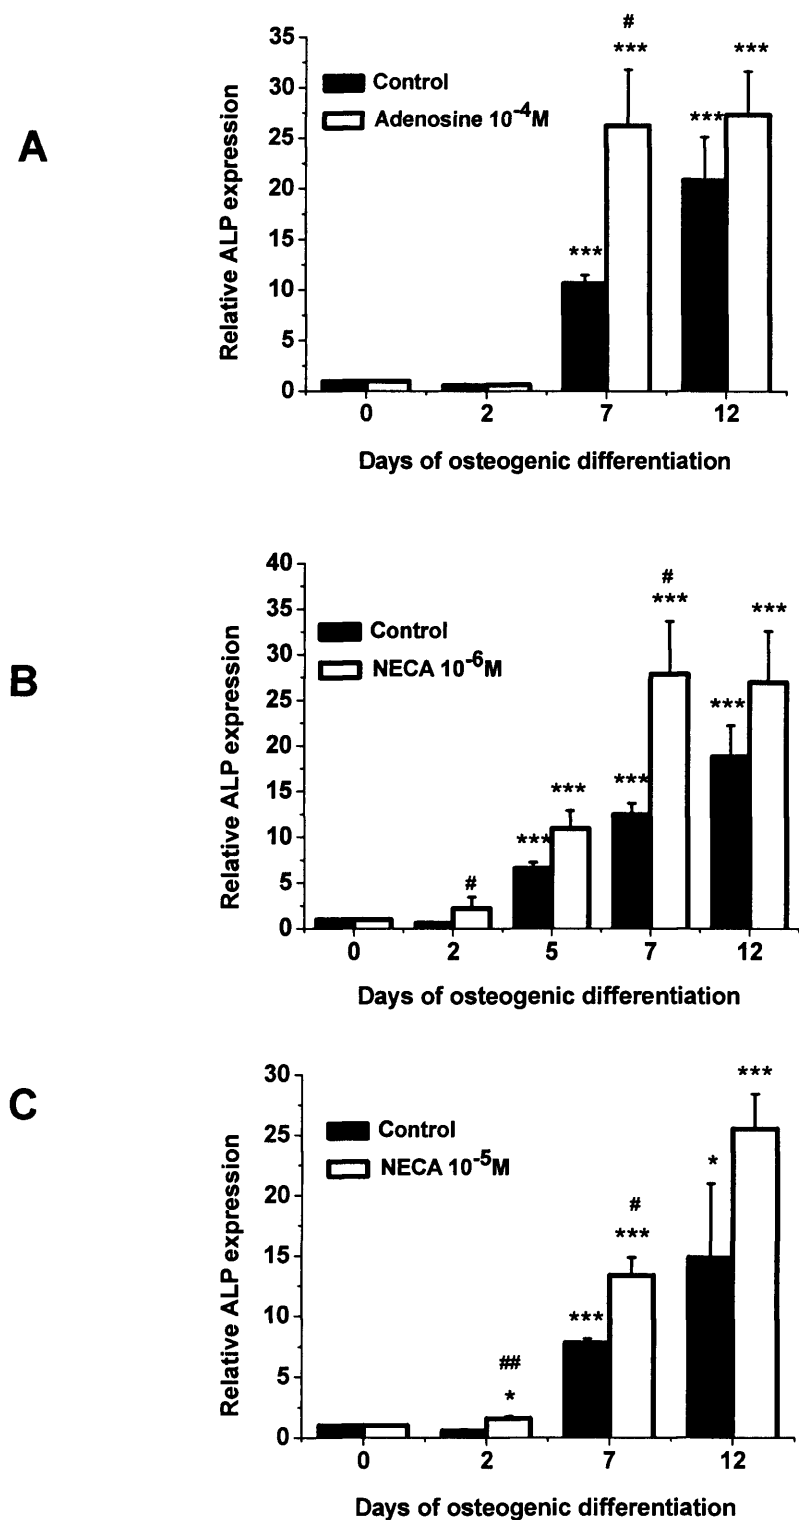 A
Relative ALP expression
35
30
25
20
15
10
5
0
Control
Adenosine 10⁻⁴M
***
#
***
***
***
0 2 7 12
Days of osteogenic differentiation
B
Relative ALP expression
40
35
30
25
20
15
10
5
0
Control
NECA 10⁻⁶M
#
***
***
***
#
***
***
***
0 2 5 7 12
Days of osteogenic differentiation
C
Relative ALP expression
30
25
20
15
10
5
0
Control
NECA 10⁻⁵M
##
*
***
#
***
*
***
0 2 7 12
Days of osteogenic differentiation